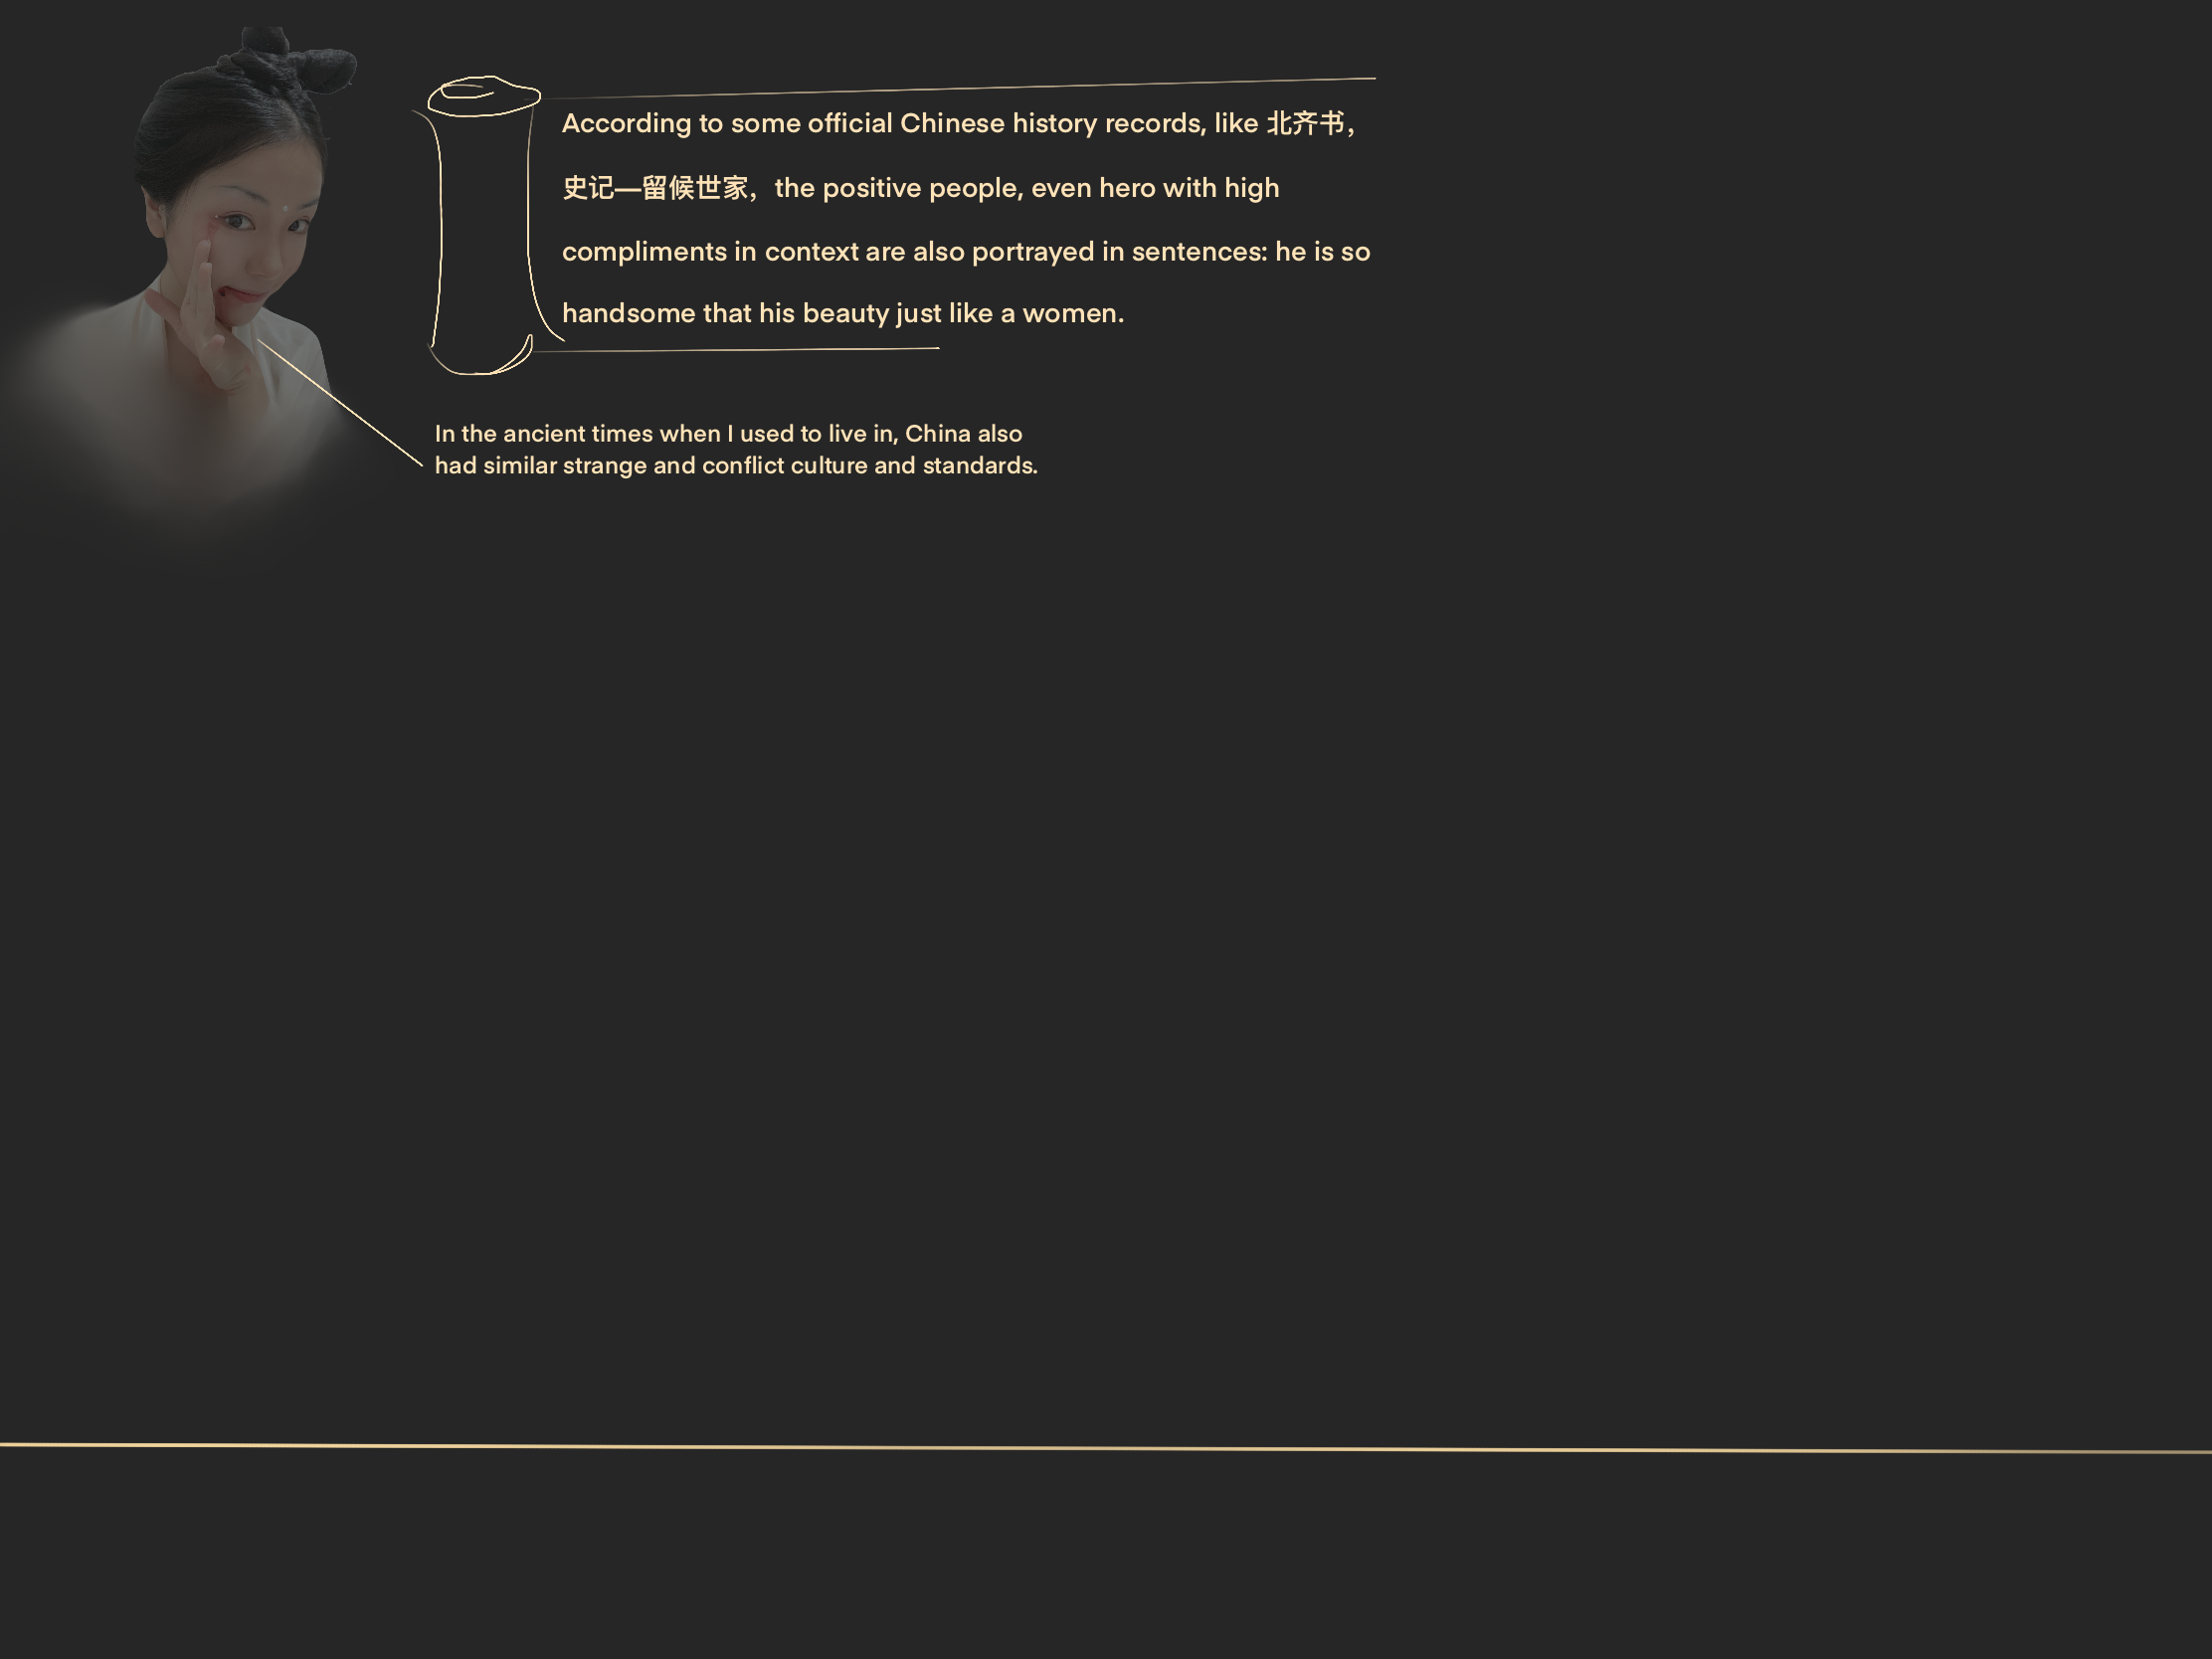 According to some official Chinese history records, like 北齐书，
史记—留候世家，the positive people, even hero with high
compliments in context are also portrayed in sentences: he is so
handsome that his beauty just like a women.
In the ancient times when I used to live in, China also
had similar strange and conflict culture and standards.